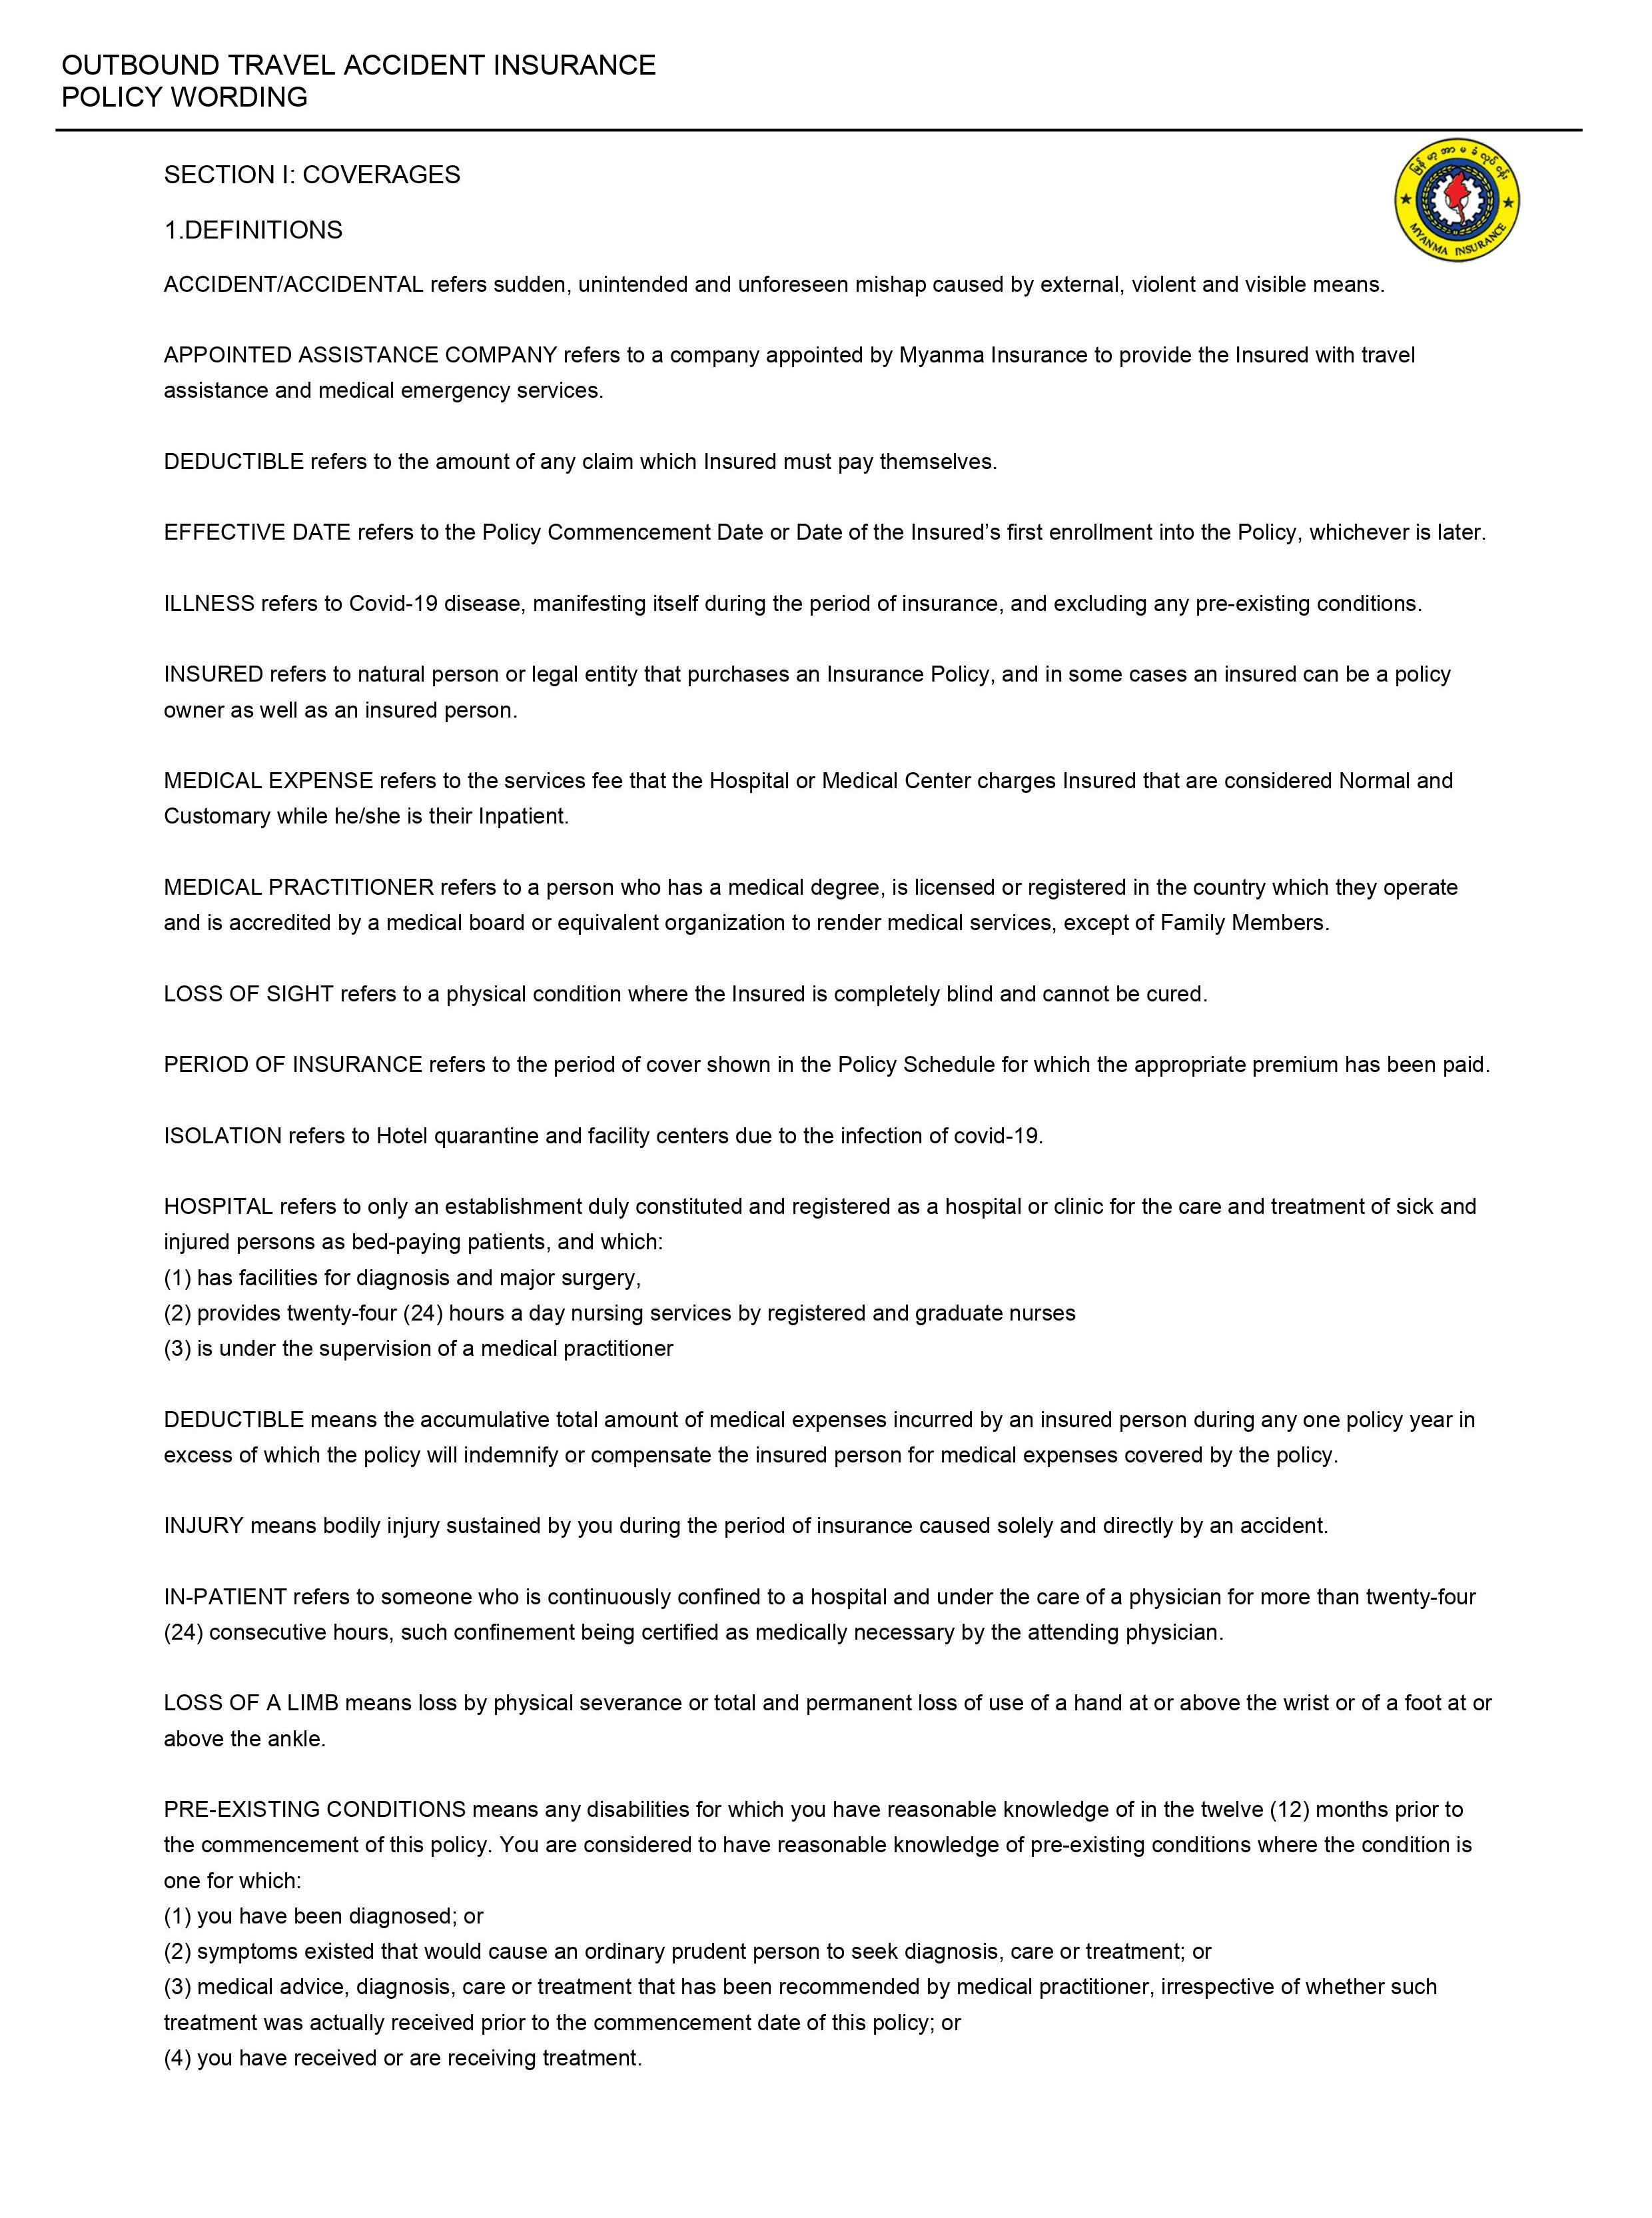 OUTBOUND TRAVEL ACCIDENT INSURANCE
POLICY WORDING
SECTION I: COVERAGES
မြန်မာ့အာမခံလုပ်ငန်း
MYANMA INSURANCE
1.DEFINITIONS
ACCIDENT/ACCIDENTAL refers sudden, unintended and unforeseen mishap caused by external, violent and visible means.
APPOINTED ASSISTANCE COMPANY refers to a company appointed by Myanma Insurance to provide the Insured with travel
assistance and medical emergency services.
DEDUCTIBLE refers to the amount of any claim which Insured must pay themselves.
EFFECTIVE DATE refers to the Policy Commencement Date or Date of the Insured’s first enrollment into the Policy, whichever is later.
ILLNESS refers to Covid-19 disease, manifesting itself during the period of insurance, and excluding any pre-existing conditions.
INSURED refers to natural person or legal entity that purchases an Insurance Policy, and in some cases an insured can be a policy
owner as well as an insured person.
MEDICAL EXPENSE refers to the services fee that the Hospital or Medical Center charges Insured that are considered Normal and
Customary while he/she is their Inpatient.
MEDICAL PRACTITIONER refers to a person who has a medical degree, is licensed or registered in the country which they operate
and is accredited by a medical board or equivalent organization to render medical services, except of Family Members.
LOSS OF SIGHT refers to a physical condition where the Insured is completely blind and cannot be cured.
PERIOD OF INSURANCE refers to the period of cover shown in the Policy Schedule for which the appropriate premium has been paid.
ISOLATION refers to Hotel quarantine and facility centers due to the infection of covid-19.
HOSPITAL refers to only an establishment duly constituted and registered as a hospital or clinic for the care and treatment of sick and
injured persons as bed-paying patients, and which:
(1) has facilities for diagnosis and major surgery,
(2) provides twenty-four (24) hours a day nursing services by registered and graduate nurses
(3) is under the supervision of a medical practitioner
DEDUCTIBLE means the accumulative total amount of medical expenses incurred by an insured person during any one policy year in
excess of which the policy will indemnify or compensate the insured person for medical expenses covered by the policy.
INJURY means bodily injury sustained by you during the period of insurance caused solely and directly by an accident.
IN-PATIENT refers to someone who is continuously confined to a hospital and under the care of a physician for more than twenty-four
(24) consecutive hours, such confinement being certified as medically necessary by the attending physician.
LOSS OF A LIMB means loss by physical severance or total and permanent loss of use of a hand at or above the wrist or of a foot at or
above the ankle.
PRE-EXISTING CONDITIONS means any disabilities for which you have reasonable knowledge of in the twelve (12) months prior to
the commencement of this policy. You are considered to have reasonable knowledge of pre-existing conditions where the condition is
one for which:
(1) you have been diagnosed; or
(2) symptoms existed that would cause an ordinary prudent person to seek diagnosis, care or treatment; or
(3) medical advice, diagnosis, care or treatment that has been recommended by medical practitioner, irrespective of whether such
treatment was actually received prior to the commencement date of this policy; or
(4) you have received or are receiving treatment.